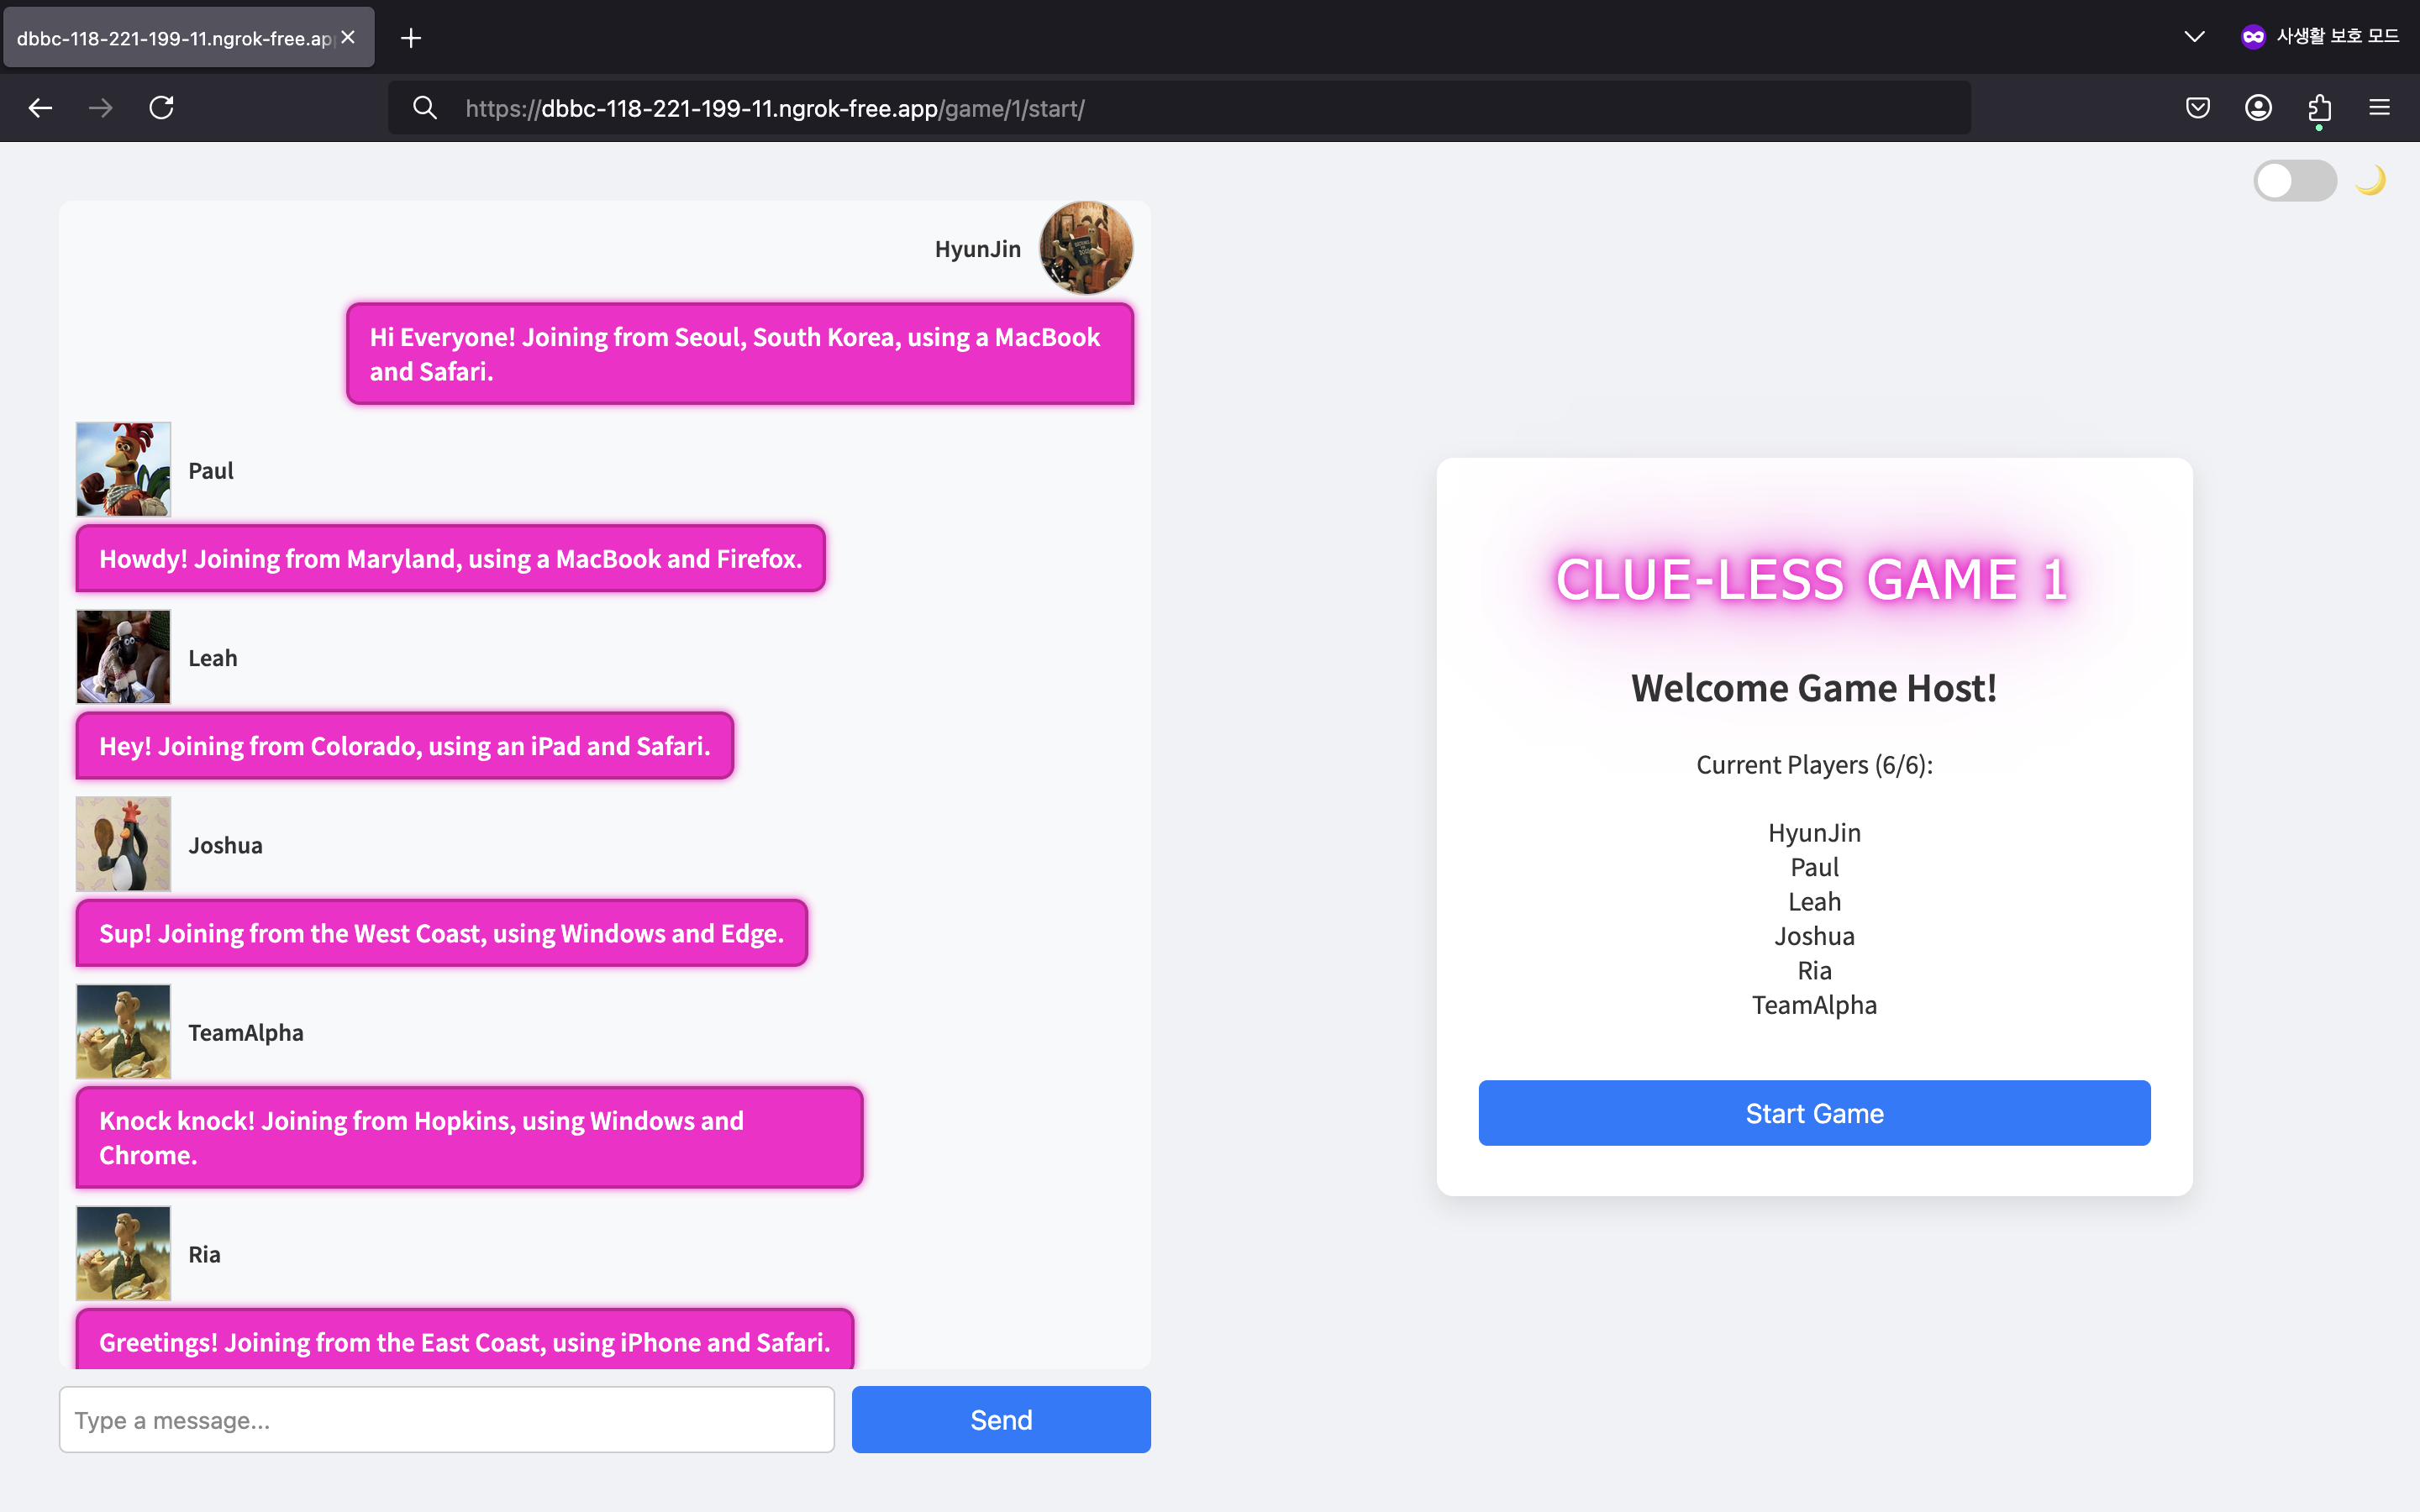 dbbc-118-221-199-11.ngrok-free.ap
사생활 보호 모드
https://dbbc-118-221-199-11.ngrok-free.app/game/1/start/
HyunJin
Hi Everyone! Joining from Seoul, South Korea, using a MacBook
and Safari.
Paul
Howdy! Joining from Maryland, using a MacBook and Firefox.
Leah
Hey! Joining from Colorado, using an iPad and Safari.
Joshua
Sup! Joining from the West Coast, using Windows and Edge.
TeamAlpha
Knock knock! Joining from Hopkins, using Windows and
Chrome.
Ria
Greetings! Joining from the East Coast, using iPhone and Safari.
Type a message...
Send
CLUE-LESS GAME 1
Welcome Game Host!
Current Players (6/6):
HyunJin
Paul
Leah
Joshua
Ria
TeamAlpha
Start Game